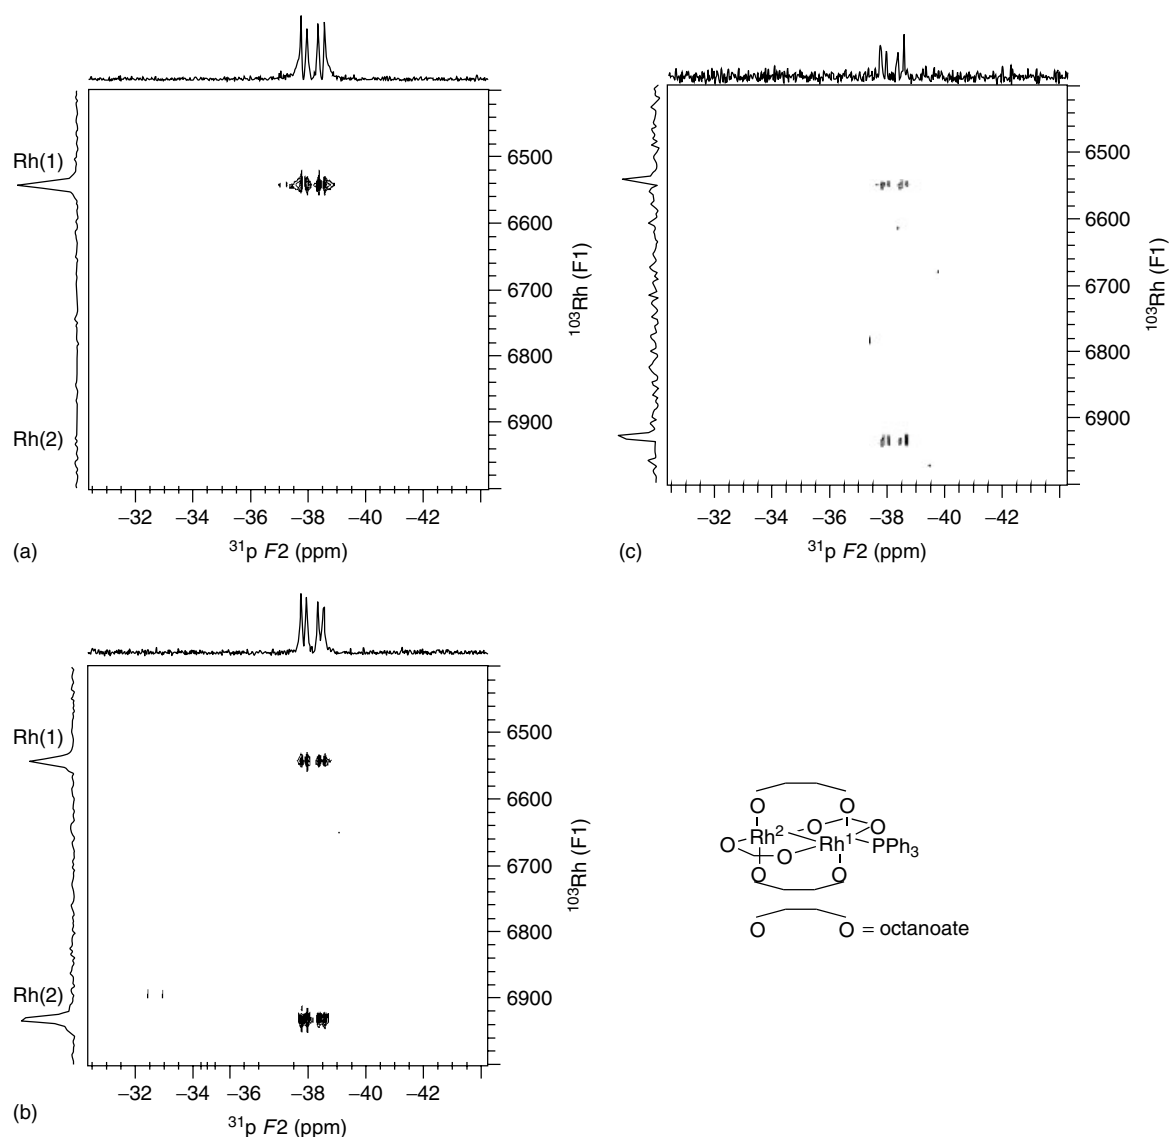 Rh(1)
Rh(2)
6500
6600
6700
6800
6900
¹⁰³Rh (F1)
−32 −34 −36 −38 −40 −42
³¹p F2 (ppm)
(a)
6500
6600
6700
6800
6900
¹⁰³Rh (F1)
−32 −34 −36 −38 −40 −42
³¹p F2 (ppm)
(c)
Rh(1)
Rh(2)
6500
6600
6700
6800
6900
¹⁰³Rh (F1)
−32 −34 −36 −38 −40 −42
³¹p F2 (ppm)
(b)
O O
O O
Rh² Rh¹ PPh₃
O O
O O
O O = octanoate